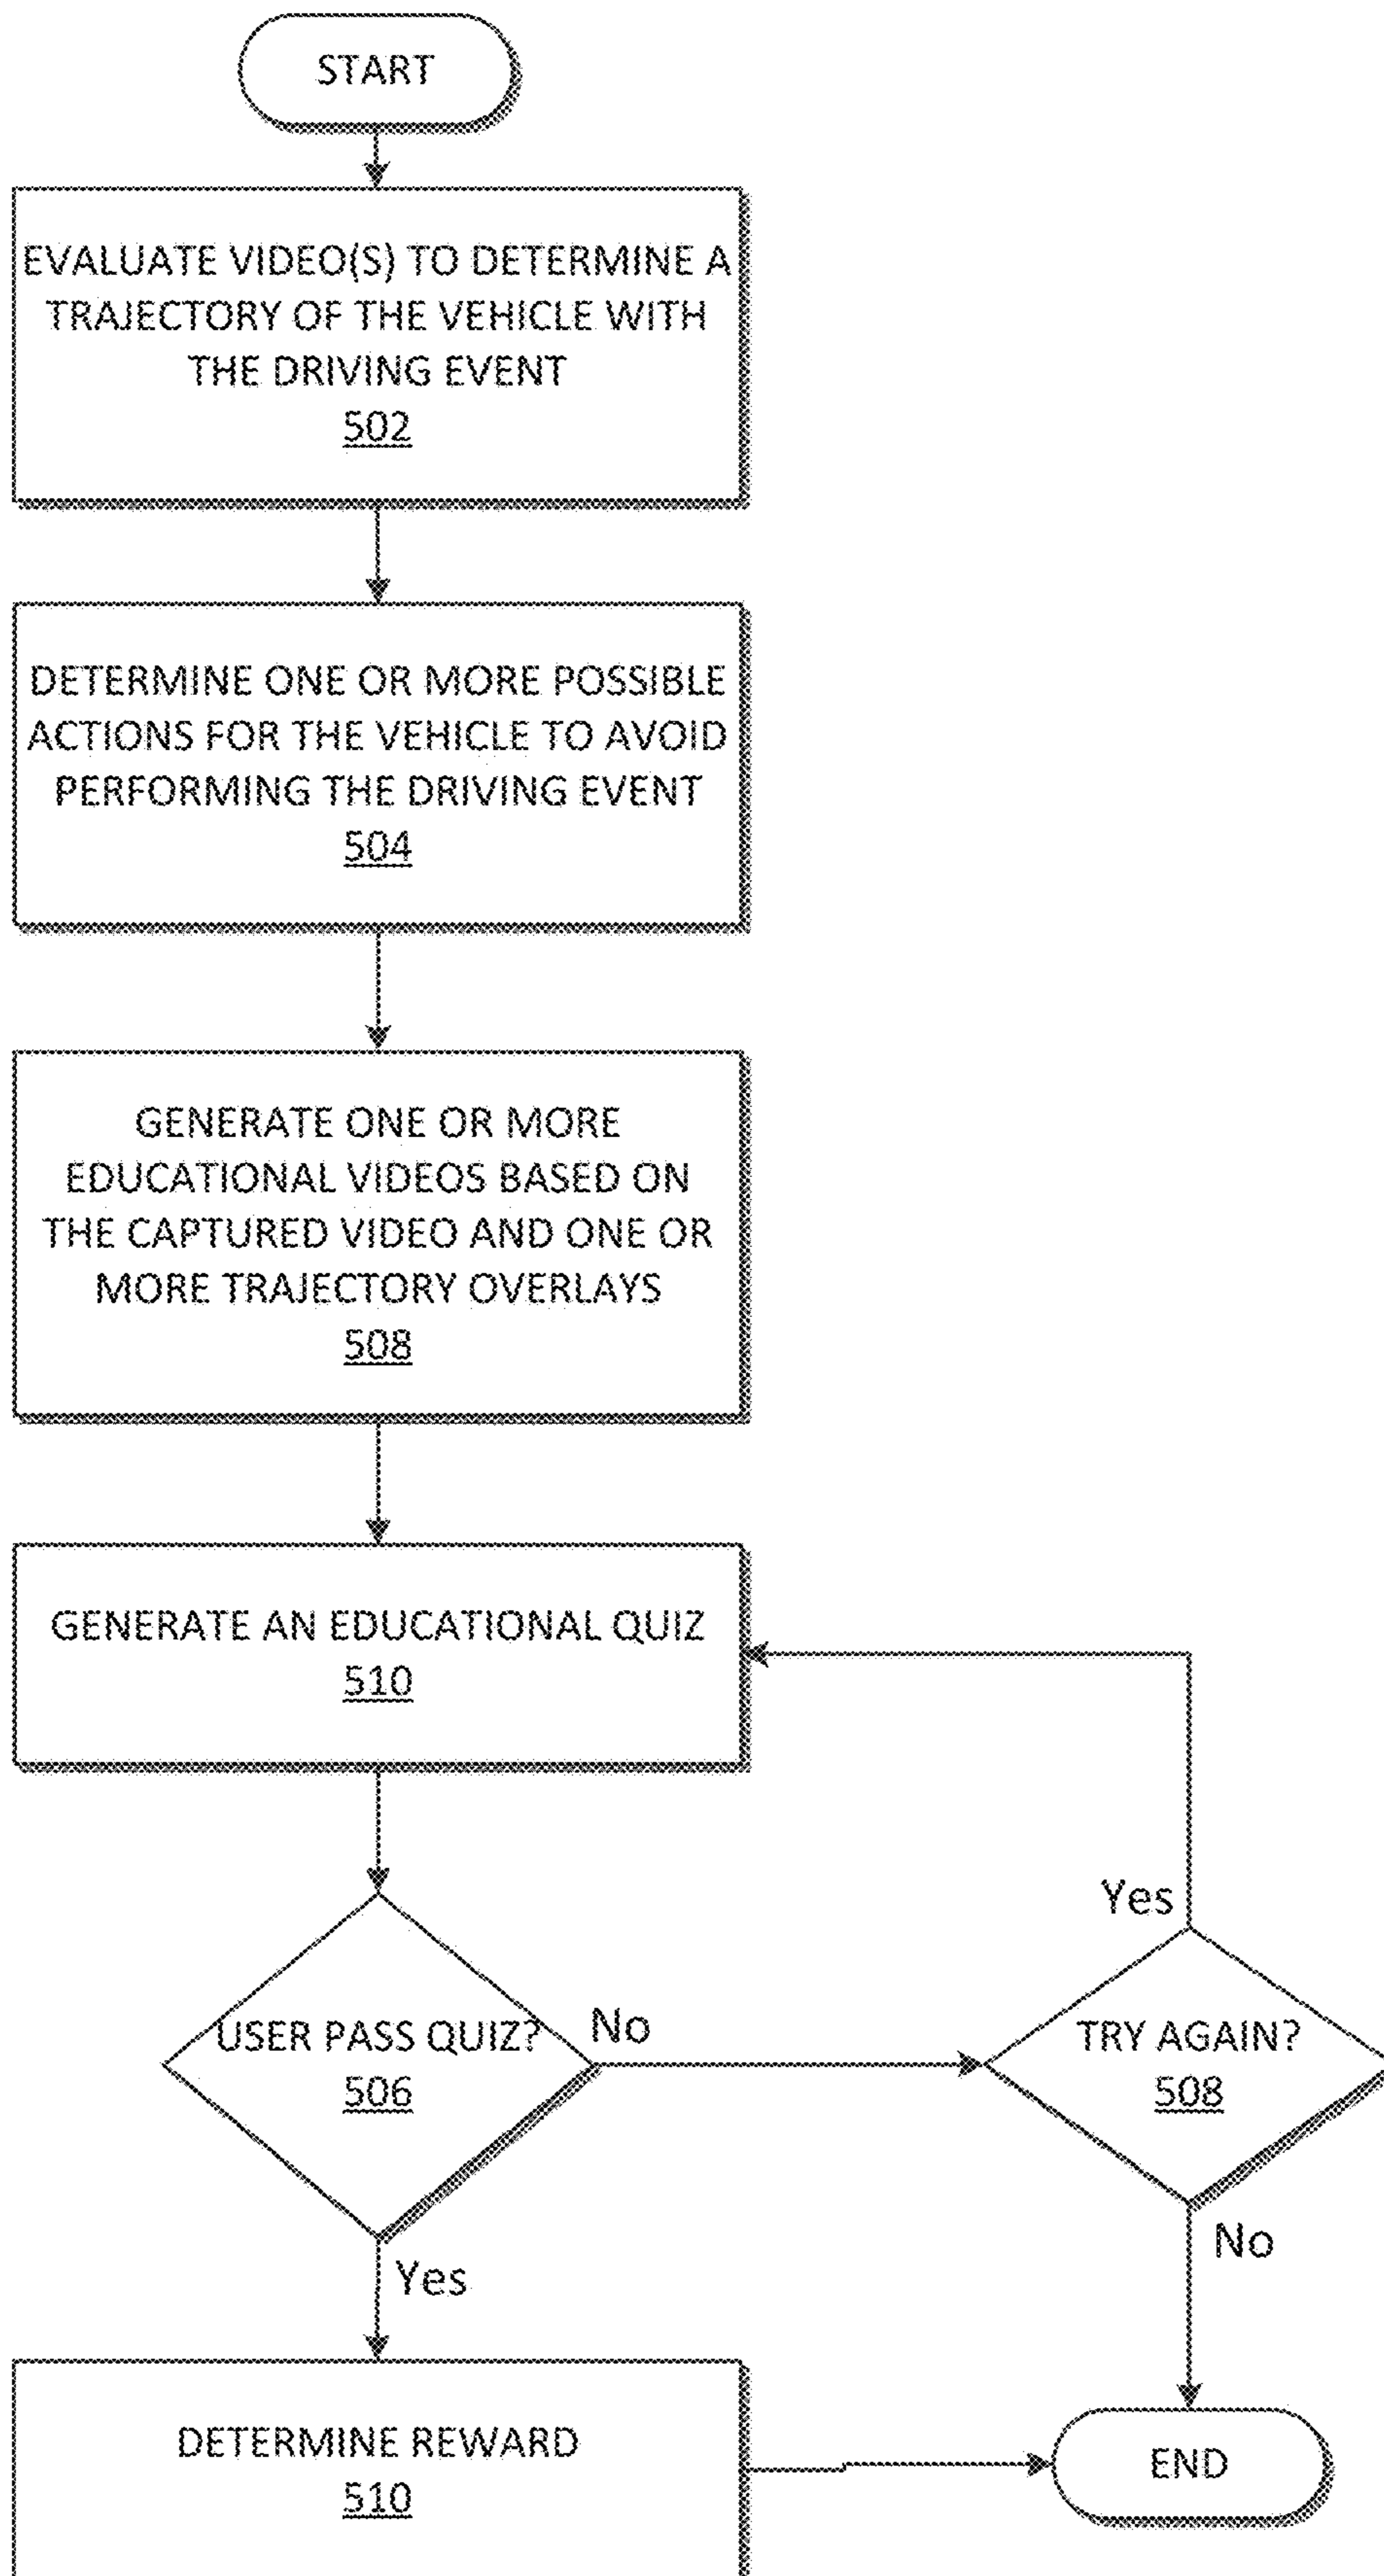 START
EVALUATE VIDEO(S) TO DETERMINE A
TRAJECTORY OF THE VEHICLE WITH
THE DRIVING EVENT
502
DETERMINE ONE OR MORE POSSIBLE
ACTIONS FOR THE VEHICLE TO AVOID
PERFORMING THE DRIVING EVENT
504
GENERATE ONE OR MORE
EDUCATIONAL VIDEOS BASED ON
THE CAPTURED VIDEO AND ONE OR
MORE TRAJECTORY OVERLAYS
508
GENERATE AN EDUCATIONAL QUIZ
510
USER PASS QUIZ?
506
No
Yes
TRY AGAIN?
508
Yes
No
DETERMINE REWARD
510
END